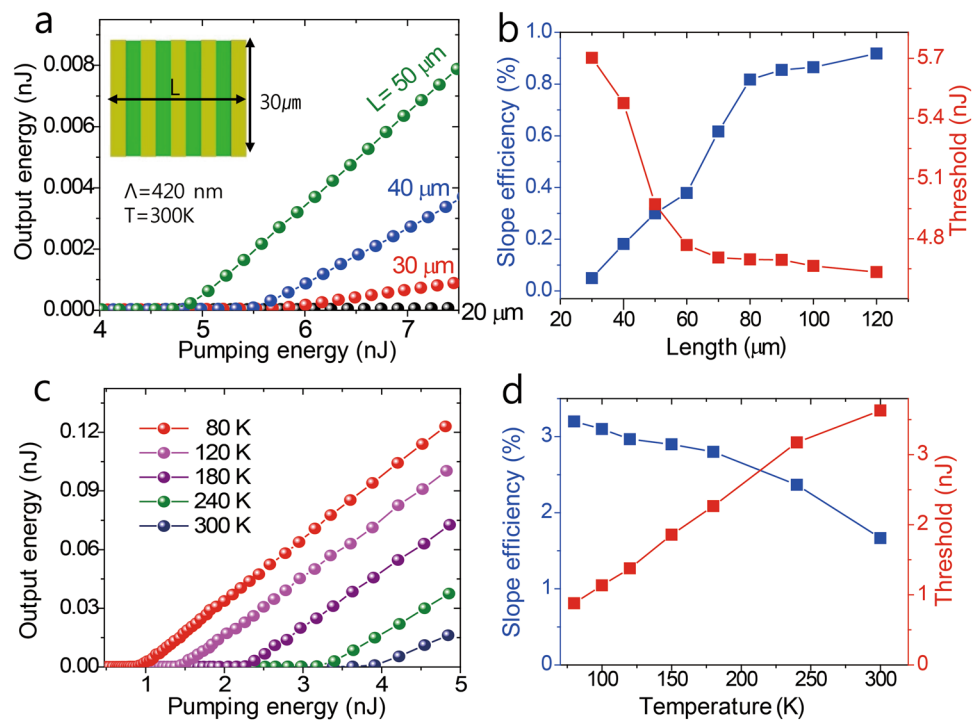 a
Output energy (nJ)
0.008
0.006
0.004
0.002
0.000
4
5
6
7
Pumping energy (nJ)
L
30μm
Λ=420 nm
T=300K
L= 50 μm
40 μm
30 μm
20 μm
b
Slope efficiency (%)
1.0
0.8
0.6
0.4
0.2
0.0
20
40
60
80
100
120
Length (μm)
5.7
5.4
5.1
4.8
Threshold (nJ)
c
Output energy (nJ)
0.12
0.09
0.06
0.03
0.00
1
2
3
4
5
Pumping energy (nJ)
80 K
120 K
180 K
240 K
300 K
d
Slope efficiency (%)
3%
2%
1%
0%
100
150
200
250
300
Temperature (K)
3
2
1
0
Threshold (nJ)